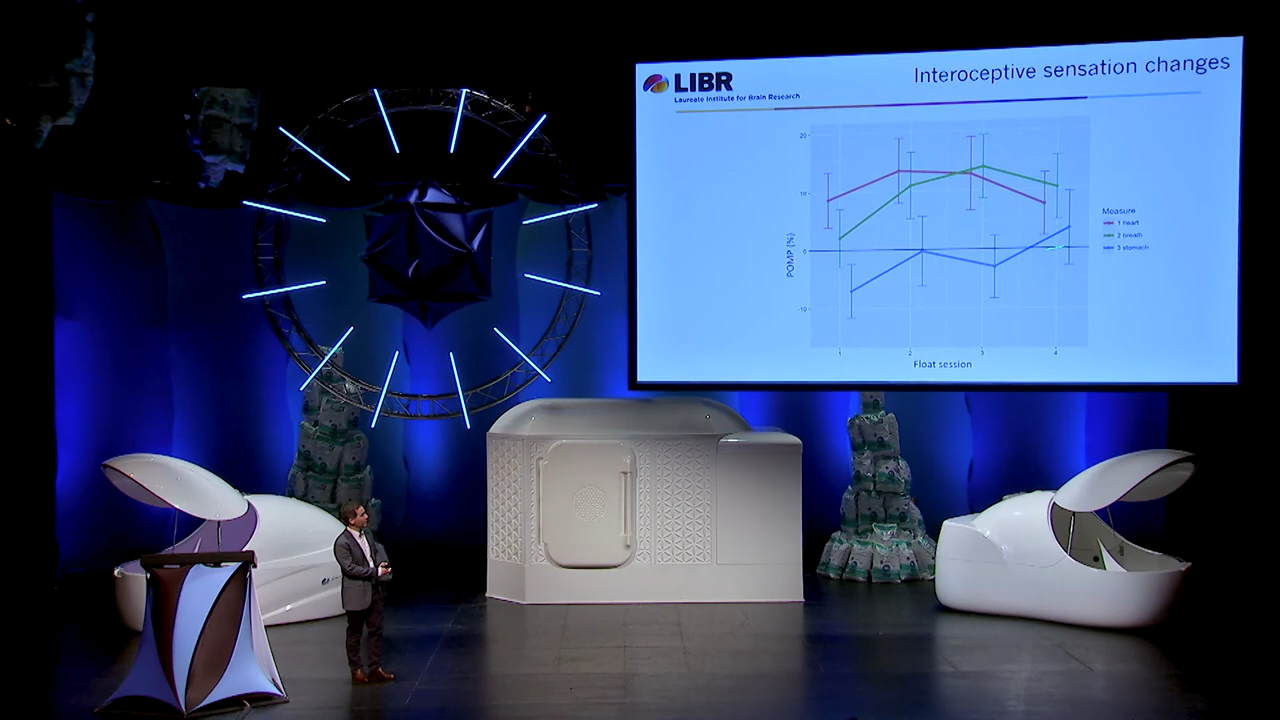 LIBR
Laureate Institute for Brain Research
Interoceptive sensation changes
20
10
0
-10
POMP (%)
1
2
3
4
Float session
Measure
1 heart
2 breath
3 stomach